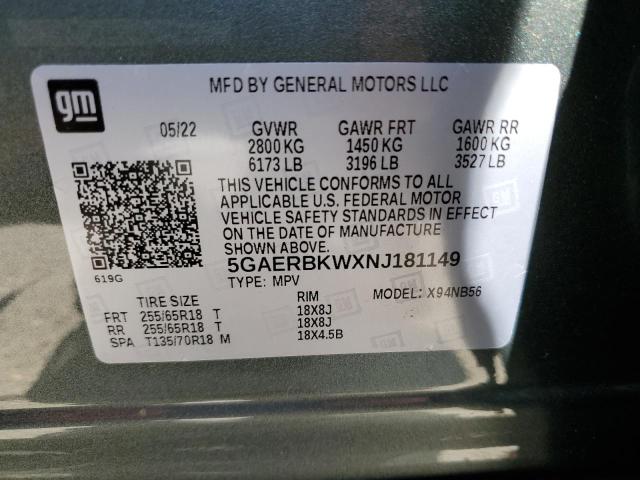 gm
MFD BY GENERAL MOTORS LLC
05/22 GVWR GAWR FRT GAWR RR
2800 KG 1450 KG 1600 KG
6173 LB 3196 LB 3527 LB
THIS VEHICLE CONFORMS TO ALL
APPLICABLE U.S. FEDERAL MOTOR
VEHICLE SAFETY STANDARDS IN EFFECT
ON THE DATE OF MANUFACTURE
5GAERBKWXNJ181149
619G
TYPE: MPV MODEL: X94NB56
TIRE SIZE RIM
FRT 255/65R18 T 18X8J
RR 255/65R18 T 18X8J
SPA T135/70R18 M 18X4.5B